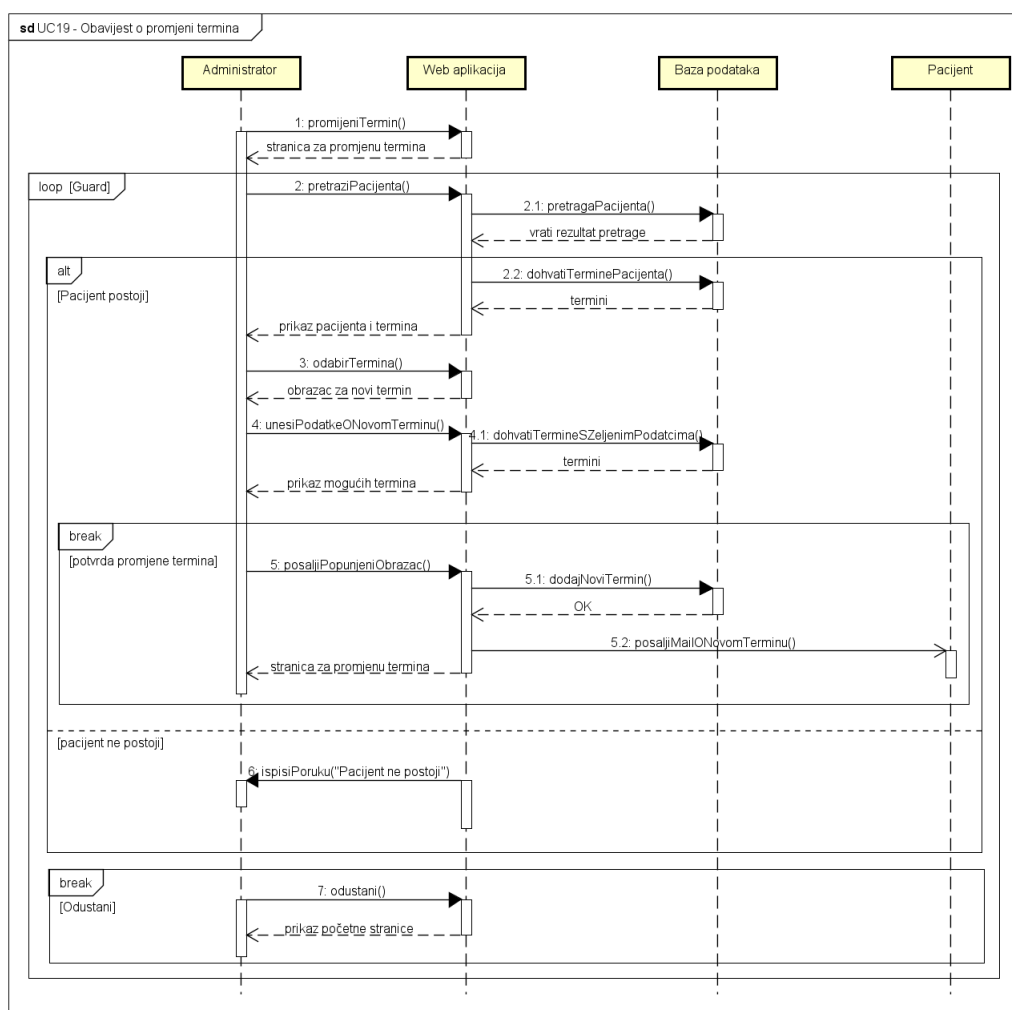 sd UC19 - Obavijest o promjeni termina
Administrator
Web aplikacija
Baza podataka
Pacijent
1: promijeniTermin()
stranica za promjenu termina
loop [Guard]
2: pretraziPacijenta()
2.1: pretragaPacijenta()
vrati rezultat pretrage
alt
[Pacijent postoji]
2.2: dohvatiTerminePacijenta()
termini
prikaz pacijenta i termina
3: odabirTermina()
obrazac za novi termin
4: unesiPodatkeONovomTerminu()
4.1: dohvatiTermineSZeljenimPodatcima()
termini
prikaz mogućih termina
break
[potvrda promjene termina]
5: posaljiPopunjeniObrazac()
5.1: dodajNoviTermin()
OK
5.2: posaljiMailONovomTerminu()
stranica za promjenu termina
[pacijent ne postoji]
6: ispisiPoruku("Pacijent ne postoji")
break
[Odustani]
7: odustani()
prikaz početne stranice